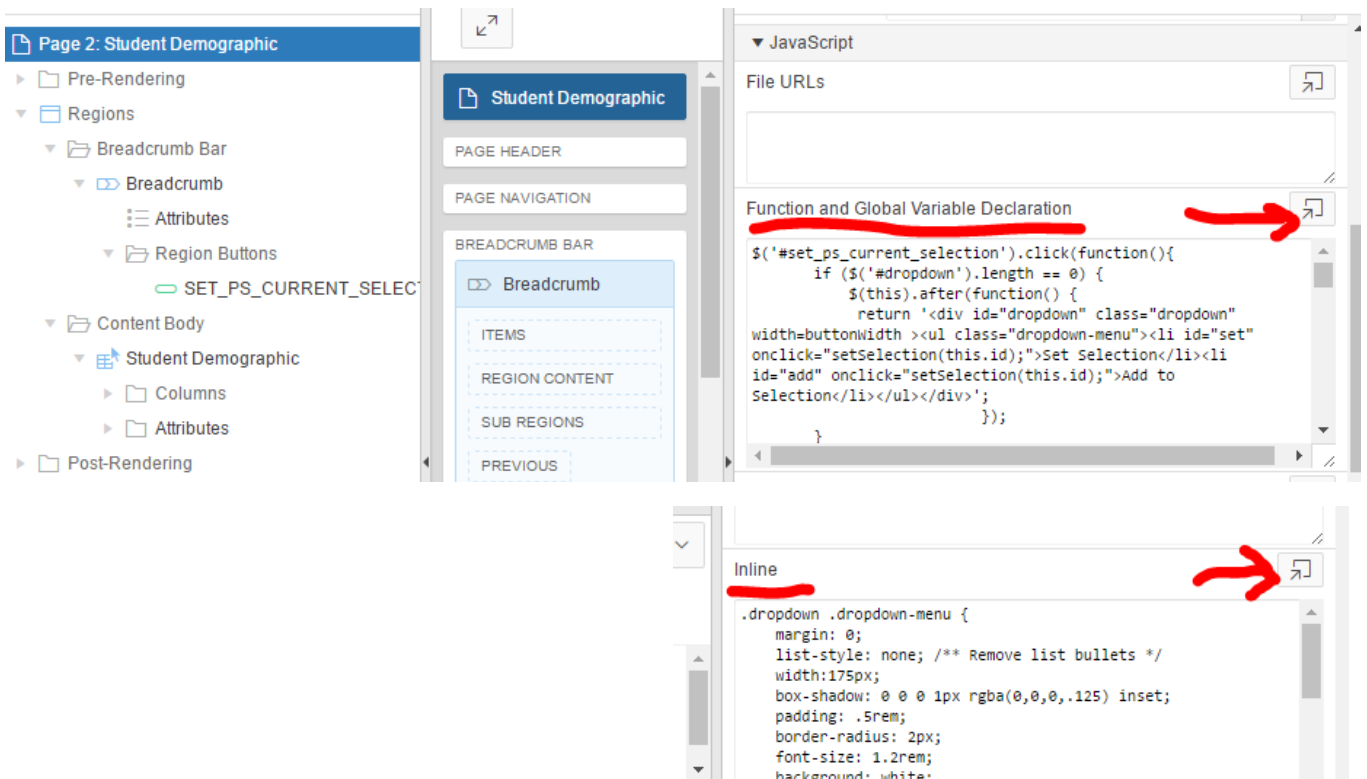 Page 2: Student Demographic
Pre-Rendering
Regions
Breadcrumb Bar
Breadcrumb
Attributes
Region Buttons
SET_PS_CURRENT_SELEC
Content Body
Student Demographic
Columns
Attributes
Post-Rendering
Student Demographic
PAGE HEADER
PAGE NAVIGATION
BREADCRUMB BAR
Breadcrumb
ITEMS
REGION CONTENT
SUB REGIONS
PREVIOUS
JavaScript
File URLs
Function and Global Variable Declaration
$('#set_ps_current_selection').click(function(){
if ($('#dropdown').length == 0) {
$(this).after(function() {
return '<div id="dropdown" class="dropdown"
width=buttonWidth ><ul class="dropdown-menu"><li id="set"
onclick="setSelection(this.id);">Set Selection</li><li
id="add" onclick="setSelection(this.id);">Add to
Selection</li></ul></div>';
});
}
Inline
.dropdown .dropdown-menu {
margin: 0;
list-style: none; /** Remove list bullets */
width:175px;
box-shadow: 0 0 0 1px rgba(0,0,0,.125) inset;
padding: .5rem;
border-radius: 2px;
font-size: 1.2rem;
background: white;